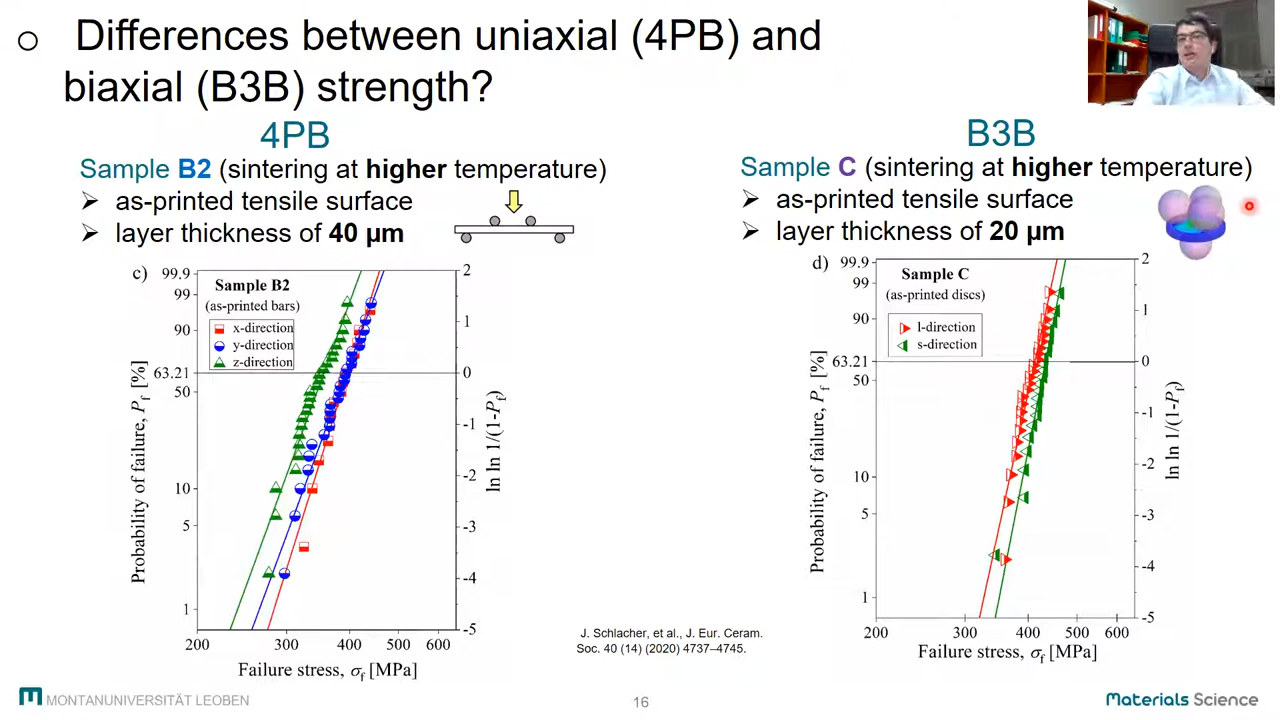 Differences between uniaxial (4PB) and
biaxial (B3B) strength?
4PB
Sample B2 (sintering at higher temperature)
as-printed tensile surface
layer thickness of 40 µm
c)
99.9
99
90
63.21
50
10
5
1
Probability of failure, Pf [%]
Sample B2
(as-printed bars)
x-direction
y-direction
z-direction
2
1
0
-1
-2
-3
-4
-5
ln ln 1/(1-Pf)
200
300
400
500
600
Failure stress, σf [MPa]
B3B
Sample C (sintering at higher temperature)
as-printed tensile surface
layer thickness of 20 µm
d)
99.9
99
90
63.21
50
10
5
1
Probability of failure, Pf [%]
Sample C
(as-printed discs)
l-direction
s-direction
2
1
0
-1
-2
-3
-4
-5
ln ln 1/(1-Pf)
200
300
400
500
600
Failure stress, σf [MPa]
J. Schlacher, et al., J. Eur. Ceram.
Soc. 40 (14) (2020) 4737–4745.
MONTANUNIVERSITÄT LEOBEN
16
Materials Science